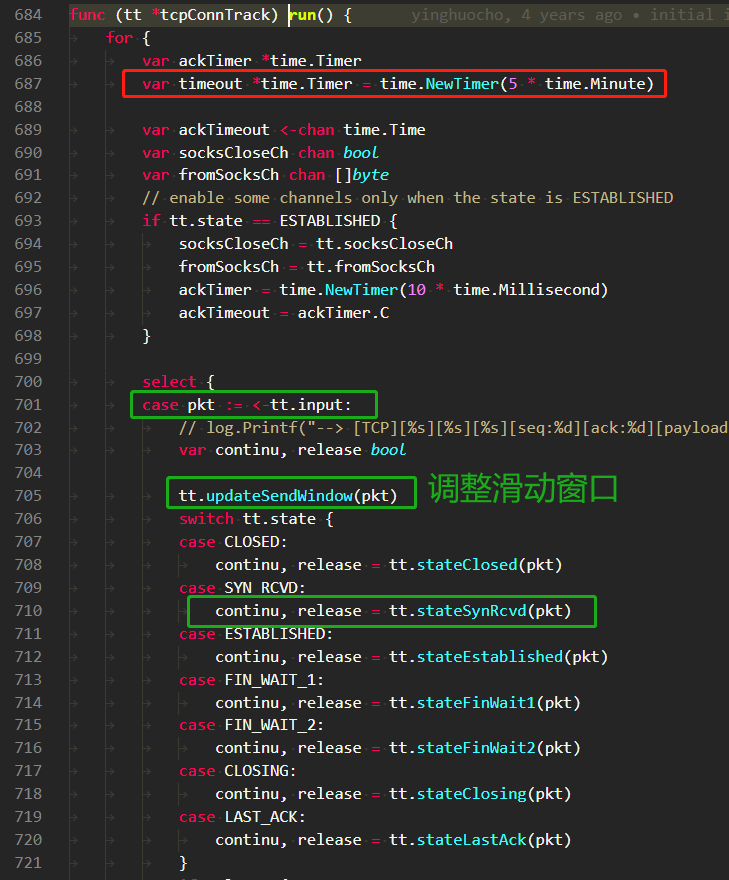 684 func (tt *tcpConnTrack) run() { yinghuocho, 4 years ago • initial i
685 for {
686 var ackTimer *time.Timer
687 var timeout *time.Timer = time.NewTimer(5 * time.Minute)
688
689 var ackTimeout <-chan time.Time
690 var socksCloseCh chan bool
691 var fromSocksCh chan []byte
692 // enable some channels only when the state is ESTABLISHED
693 if tt.state == ESTABLISHED {
694 socksCloseCh = tt.socksCloseCh
695 fromSocksCh = tt.fromSocksCh
696 ackTimer = time.NewTimer(10 * time.Millisecond)
697 ackTimeout = ackTimer.C
698 }
699
700 select {
701 case pkt := <-tt.input:
702 // log.Printf("--> [TCP][%s][%s][%s][seq:%d][ack:%d][payload
703 var continu, release bool
704
705 tt.updateSendWindow(pkt) 调整滑动窗口
706 switch tt.state {
707 case CLOSED:
708 continu, release = tt.stateClosed(pkt)
709 case SYN_RCVD:
710 continu, release = tt.stateSynRcvd(pkt)
711 case ESTABLISHED:
712 continu, release = tt.stateEstablished(pkt)
713 case FIN_WAIT_1:
714 continu, release = tt.stateFinWait1(pkt)
715 case FIN_WAIT_2:
716 continu, release = tt.stateFinWait2(pkt)
717 case CLOSING:
718 continu, release = tt.stateClosing(pkt)
719 case LAST_ACK:
720 continu, release = tt.stateLastAck(pkt)
721 }